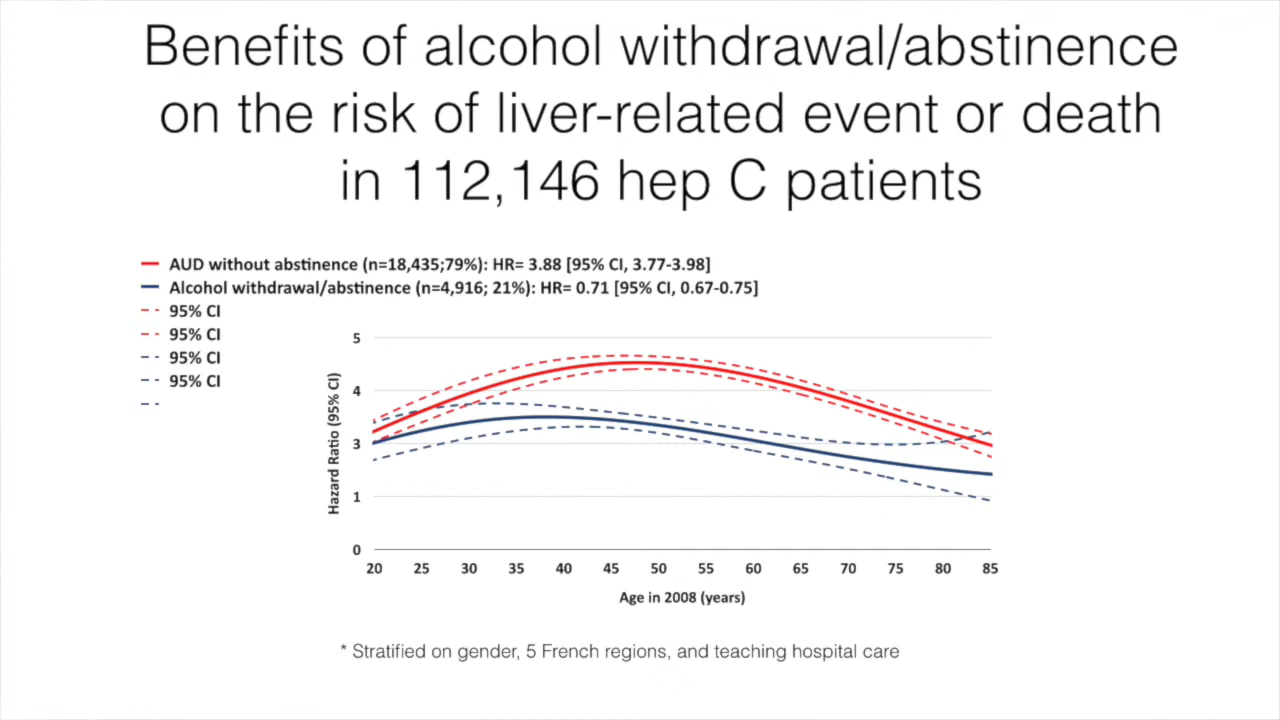 Benefits of alcohol withdrawal/abstinence
on the risk of liver-related event or death
in 112,146 hep C patients
AUD without abstinence (n=18,435;79%): HR= 3.88 [95% CI, 3.77-3.98]
Alcohol withdrawal/abstinence (n=4,916; 21%): HR= 0.71 [95% CI, 0.67-0.75]
95% CI
95% CI
95% CI
95% CI
Hazard Ratio (95% CI)
5
4
3
1
0
20 25 30 35 40 45 50 55 60 65 70 75 80 85
Age in 2008 (years)
* Stratified on gender, 5 French regions, and teaching hospital care